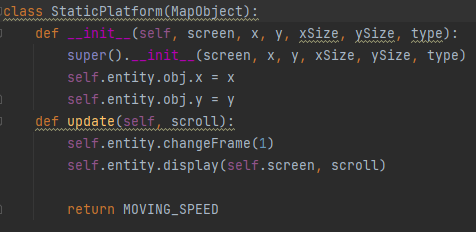 class StaticPlatform(MapObject):
    def __init__(self, screen, x, y, xSize, ySize, type):
        super().__init__(screen, x, y, xSize, ySize, type)
        self.entity.obj.x = x
        self.entity.obj.y = y
    def update(self, scroll):
        self.entity.changeFrame(1)
        self.entity.display(self.screen, scroll)

        return MOVING_SPEED